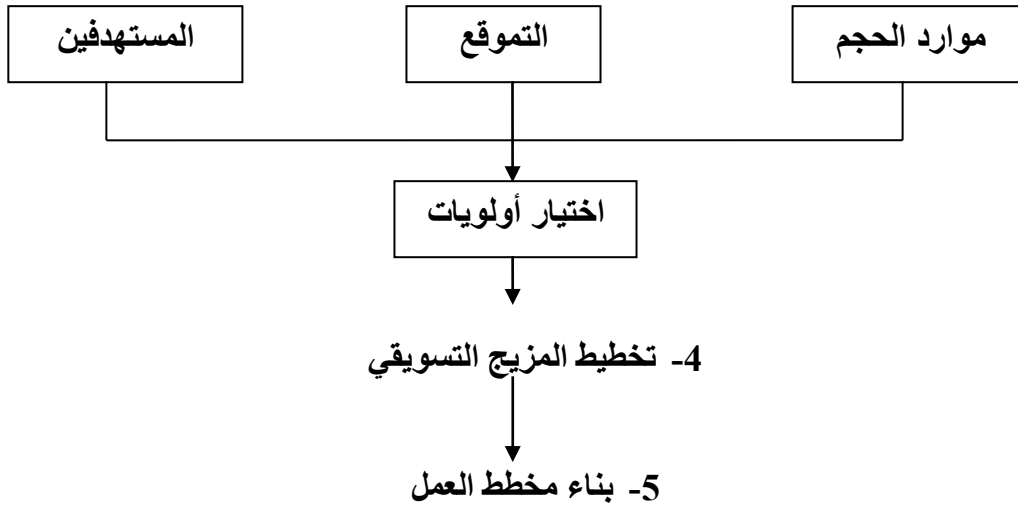 موارد الحجم
التموقع
المستهدفين
اختيار أولويات
4- تخطيط المزيج التسويقي
5- بناء مخطط العمل